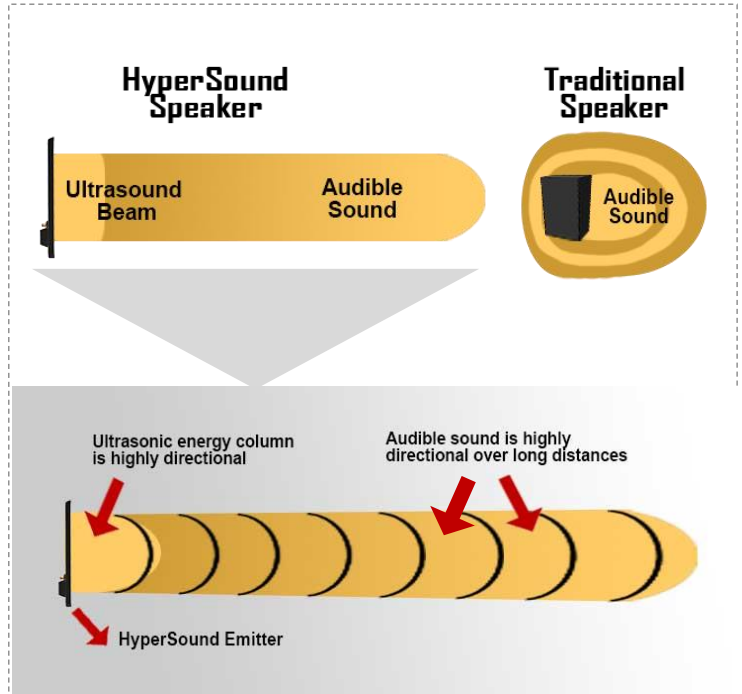 HyperSound
Speaker
Traditional
Speaker
Ultrasound
Beam
Audible
Sound
Audible
Sound
Ultrasonic energy column
is highly directional
Audible sound is highly
directional over long distances
HyperSound Emitter